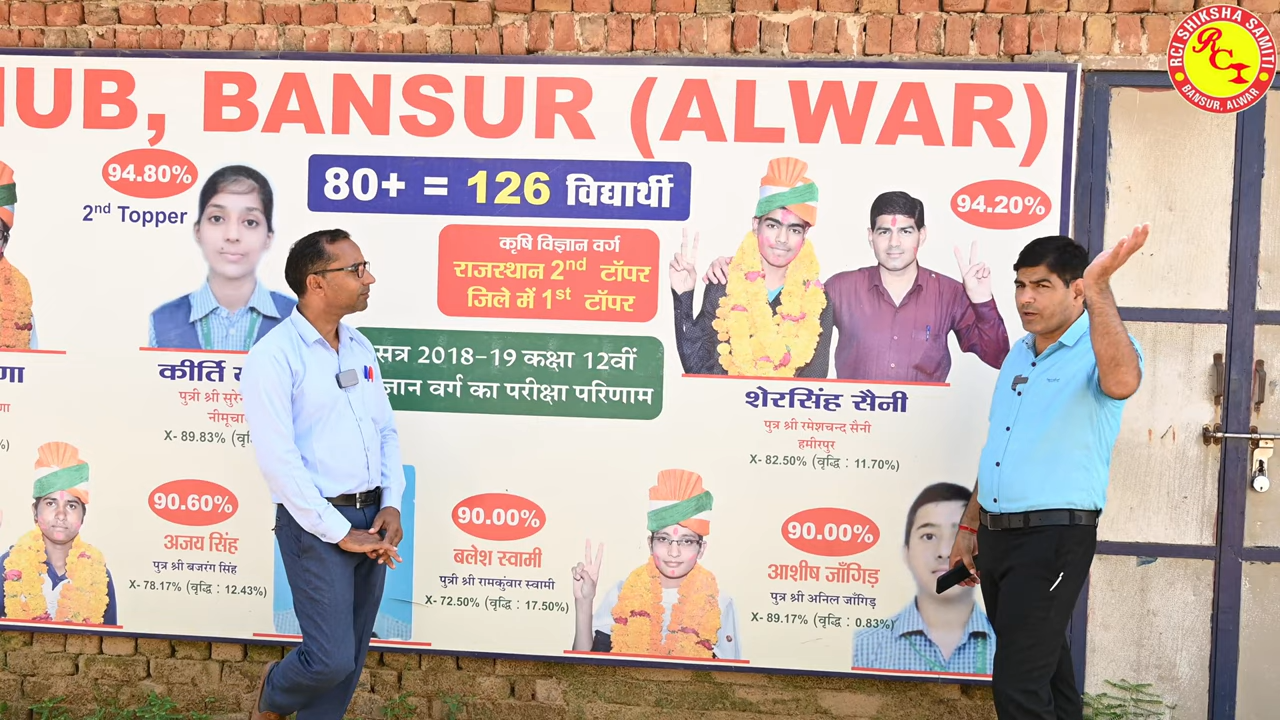 HUB, BANSUR (ALWAR)
RCI SHIKSHA SAMITI
RCI
BANSUR, ALWAR
94.80%
2nd Topper
80+ = 126 विद्यार्थी
94.20%
कृषि विज्ञान वर्ग
राजस्थान 2nd टॉपर
जिले में 1st टॉपर
सत्र 2018-19 कक्षा 12वीं
ज्ञान वर्ग का परीक्षा परिणाम
कीर्ति
पुत्री श्री सुरे
नीमूचा
X- 89.83% (वृ
शेरसिंह सैनी
पुत्र श्री रमेशचन्द सैनी
हमीरपुर
X- 82.50% (वृद्धि : 11.70%)
90.60%
अजय सिंह
पुत्र श्री बजरंग सिंह
X- 78.17% (वृद्धि : 12.43%)
90.00%
बलेश स्वामी
पुत्री श्री रामकुंवार स्वामी
X- 72.50% (वृद्धि : 17.50%)
90.00%
आशीष जाँगिड़
पुत्र श्री अनिल जाँगिड़
X- 89.17% (वृद्धि : 0.83%)